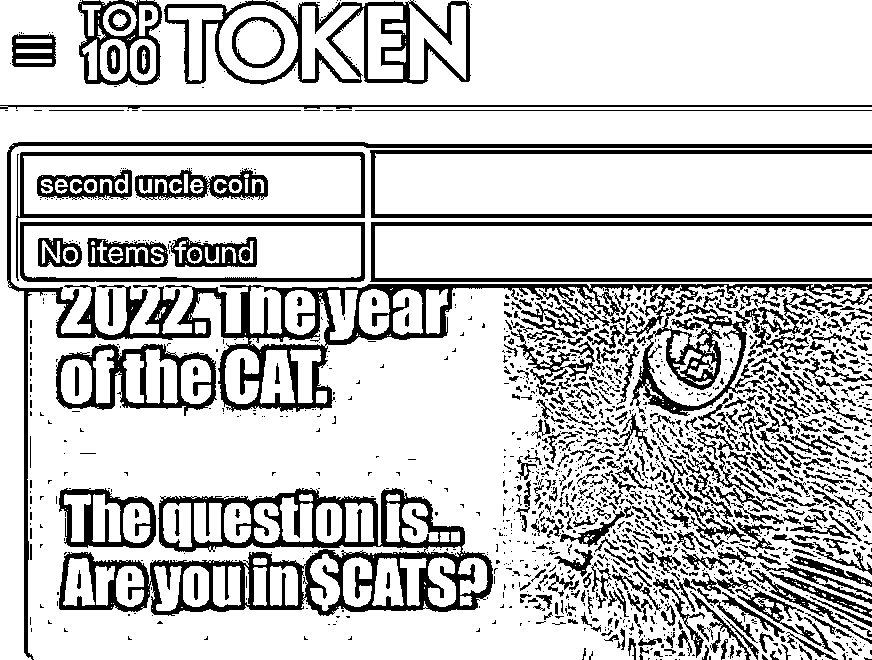 TOP
100 TOKEN
second uncle coin
No items found
2022. The year
of the CAT.
The question is...
Are you in $CATS?